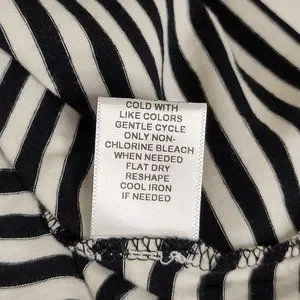 COLD WITH
LIKE COLORS
GENTLE CYCLE
ONLY NON-
CHLORINE BLEACH
WHEN NEEDED
FLAT DRY
RESHAPE
COOL IRON
IF NEEDED